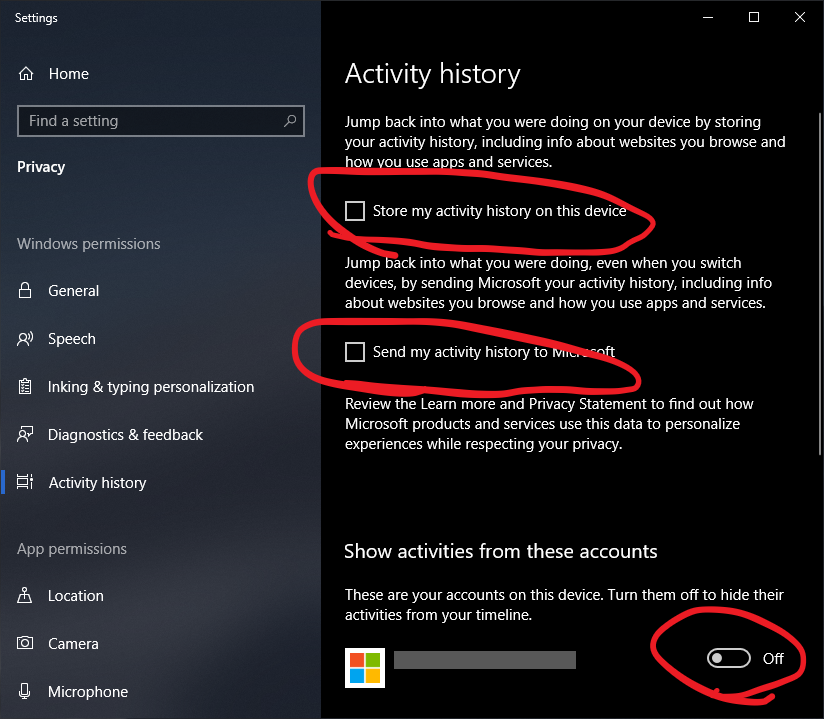 Settings
Home
Find a setting
Privacy
Windows permissions
General
Speech
Inking & typing personalization
Diagnostics & feedback
Activity history
App permissions
Location
Camera
Microphone
Activity history
Jump back into what you were doing on your device by storing
your activity history, including info about websites you browse and
how you use apps and services.
Store my activity history on this device
Jump back into what you were doing, even when you switch
devices, by sending Microsoft your activity history, including info
about websites you browse and how you use apps and services.
Send my activity history to Microsoft
Review the Learn more and Privacy Statement to find out how
Microsoft products and services use this data to personalize
experiences while respecting your privacy.
Show activities from these accounts
These are your accounts on this device. Turn them off to hide their
activities from your timeline.
Off